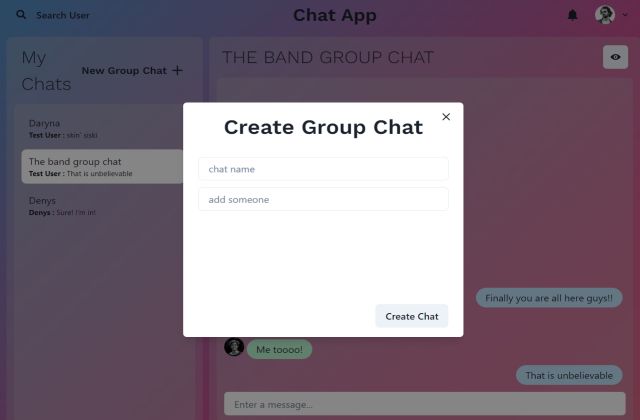 Search User
Chat App
My Chats
New Group Chat +
THE BAND GROUP CHAT
Daryna
Test User : skin' siski
The band group chat
Test User : That is unbelievable
Denys
Denys : Sure! I'm in!
Create Group Chat
chat name
add someone
Create Chat
Finally you are all here guys!!
Me toooo!
That is unbelievable
Enter a message...